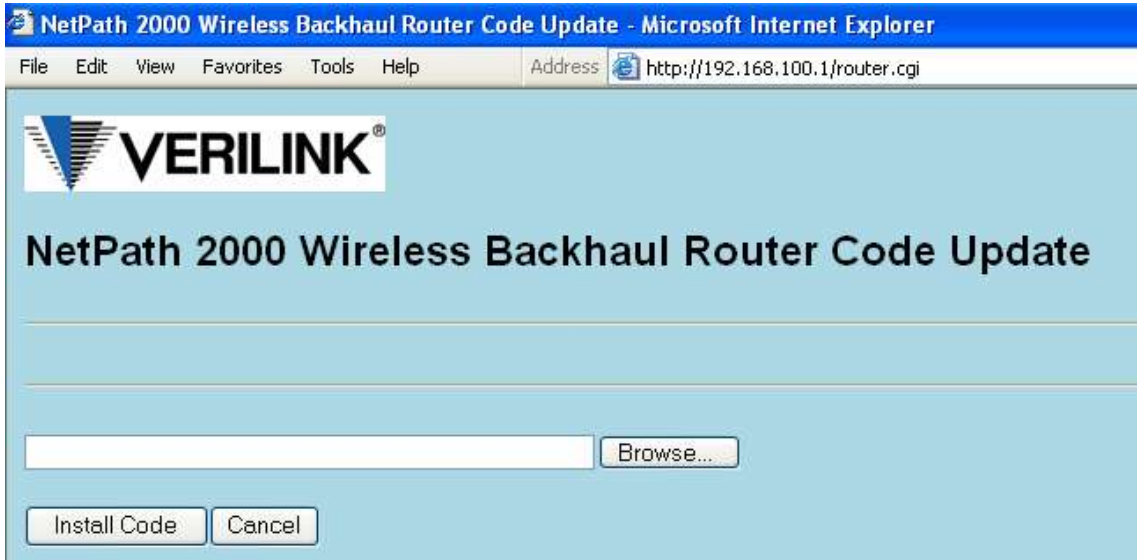 NetPath 2000 Wireless Backhaul Router Code Update - Microsoft Internet Explorer
File Edit View Favorites Tools Help Address http://192.168.100.1/router.cgi
VERILINK®
NetPath 2000 Wireless Backhaul Router Code Update
Browse...
Install Code Cancel